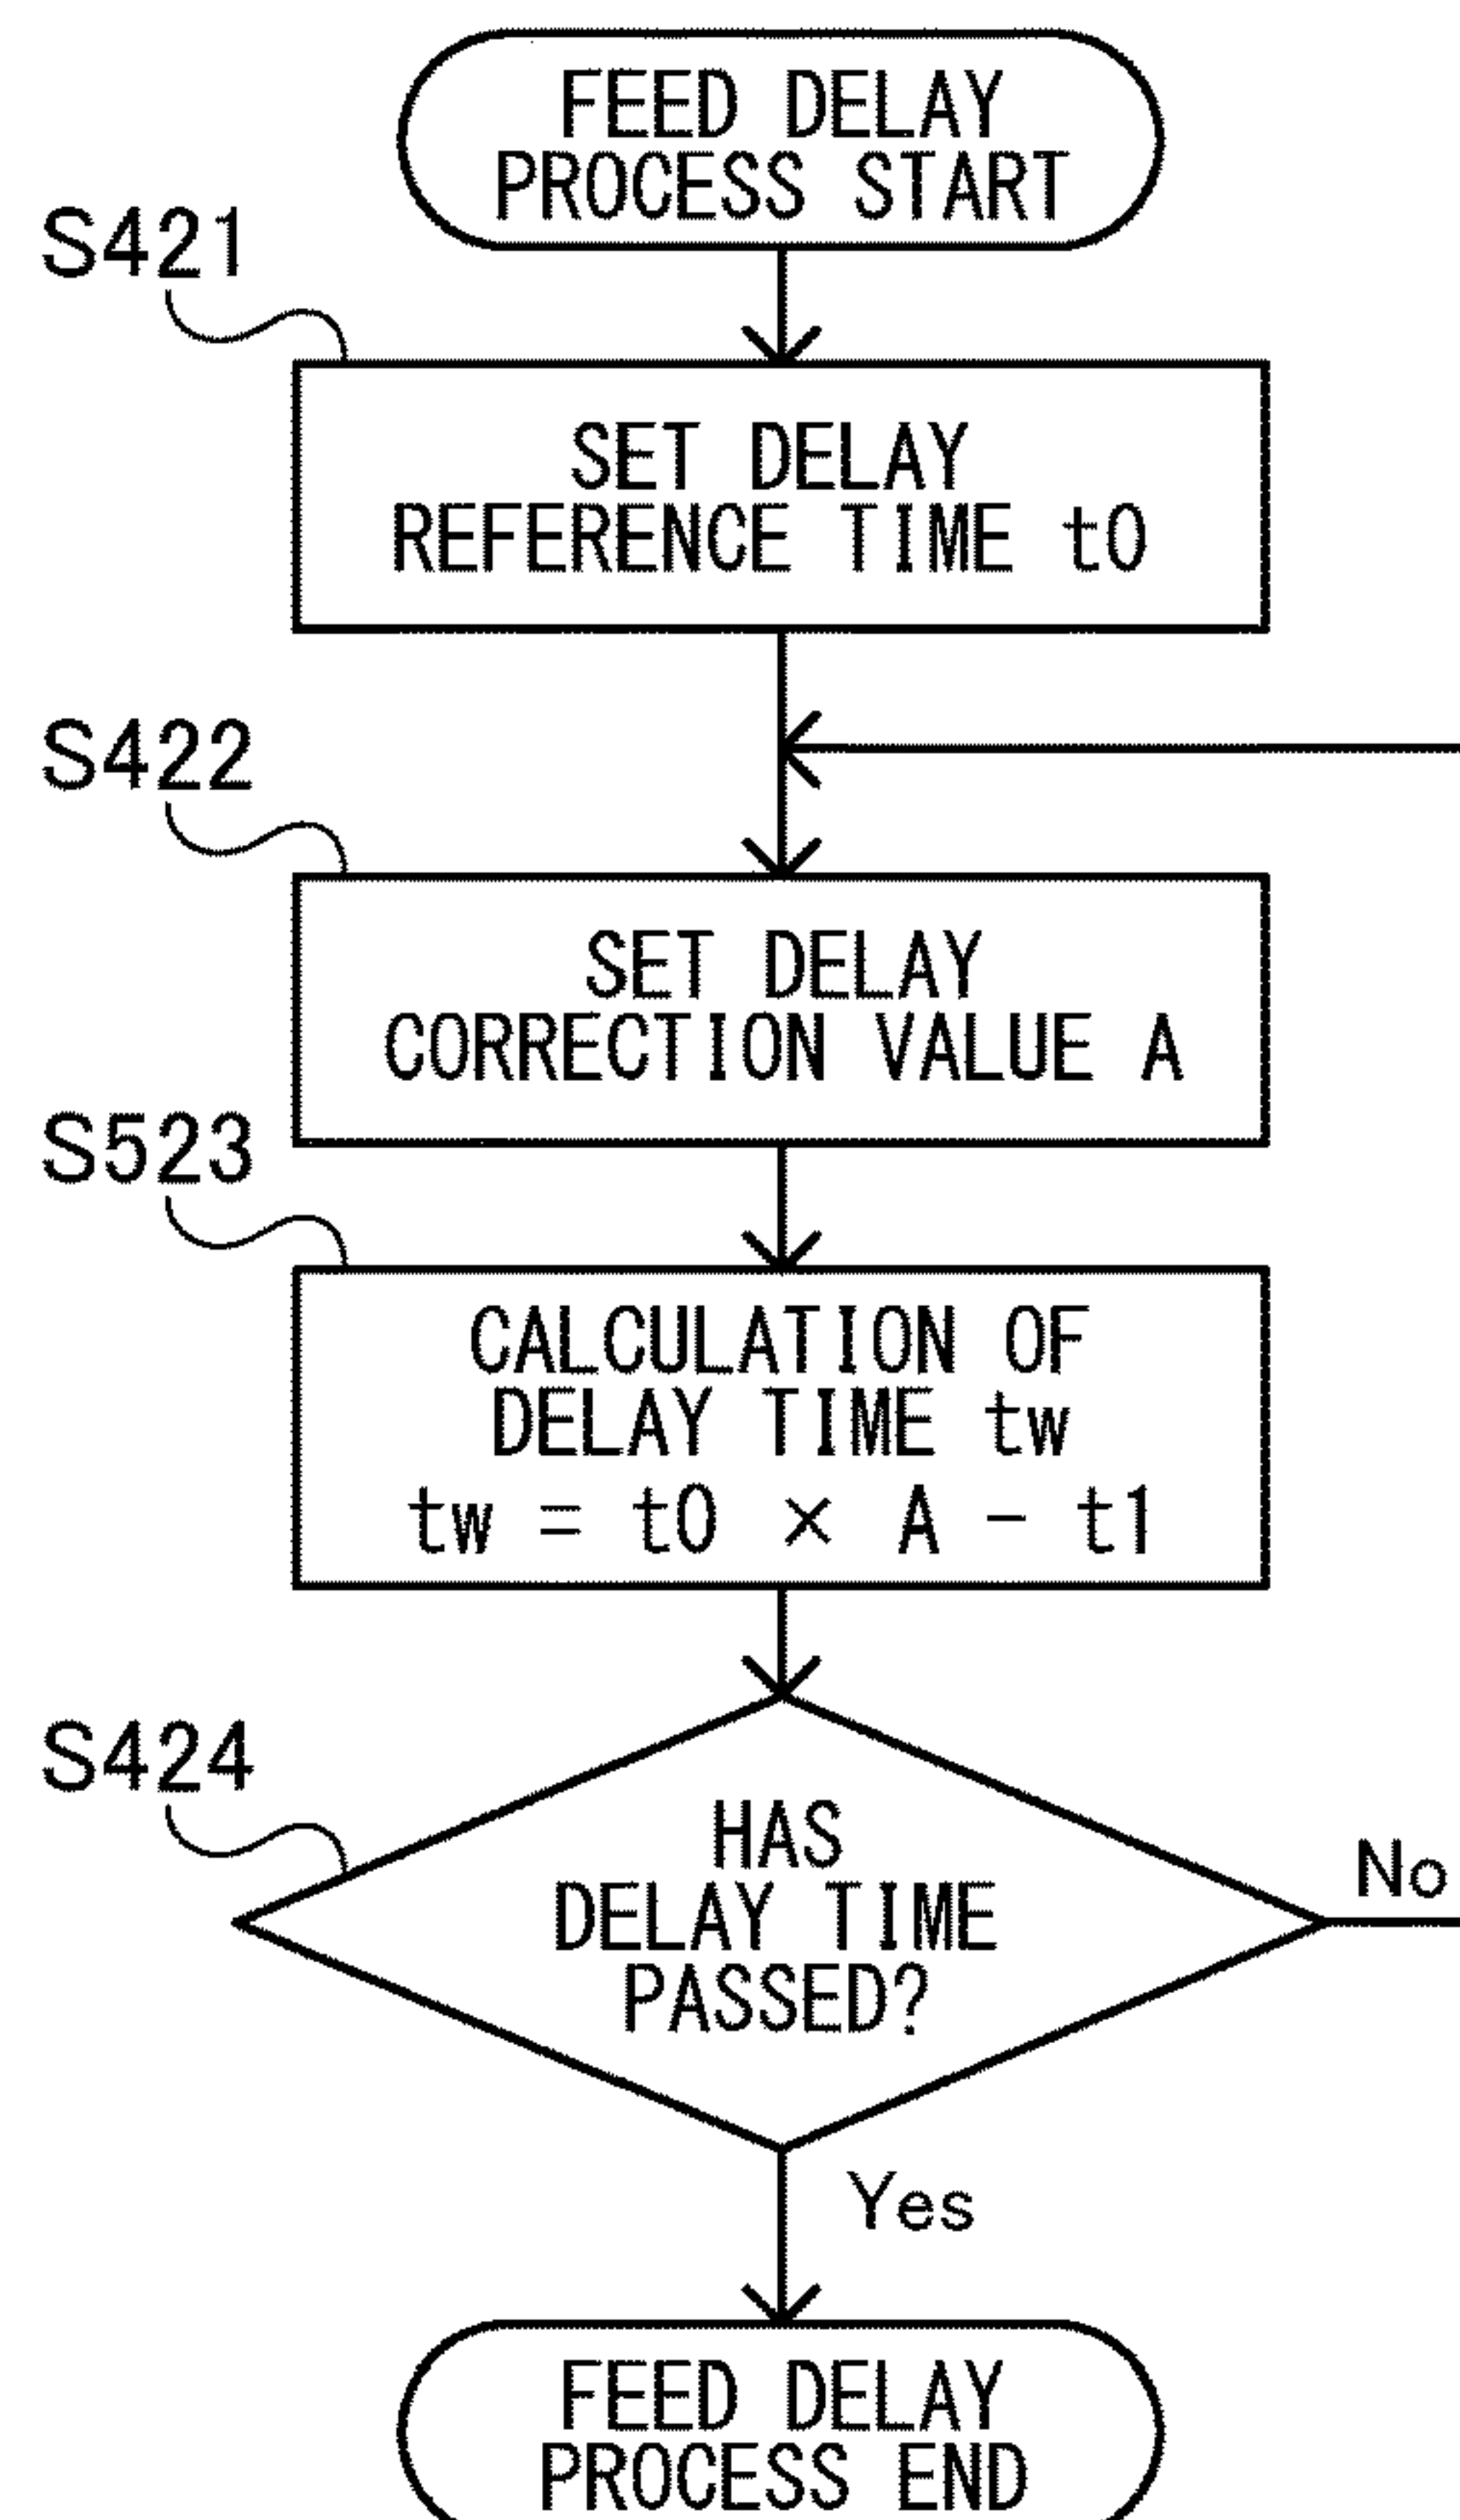 FEED DELAY
PROCESS START
S421
SET DELAY
REFERENCE TIME t0
S422
SET DELAY
CORRECTION VALUE A
S523
CALCULATION OF
DELAY TIME tw
tw = t0 × A - t1
S424
HAS
DELAY TIME
PASSED?
No
Yes
FEED DELAY
PROCESS END